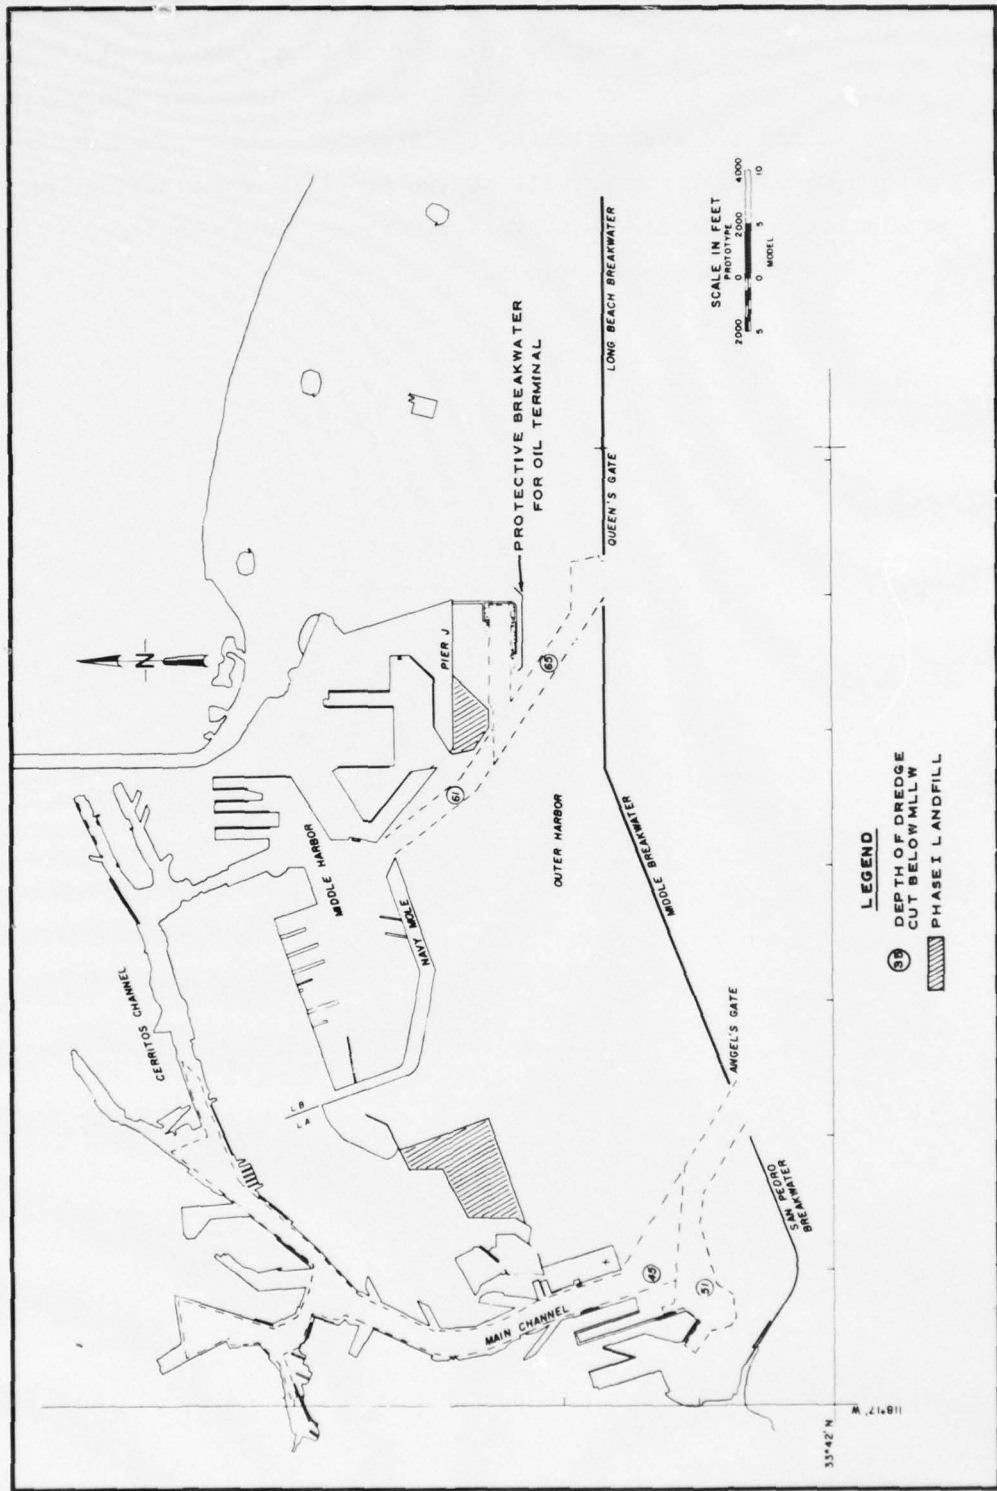 N
CERRITOS CHANNEL
MIDDLE HARBOR
NAVY MOLE
LB
LA
MAIN CHANNEL
PIER J
PROTECTIVE BREAKWATER
FOR OIL TERMINAL
61
65
45
51
OUTER HARBOR
QUEEN'S GATE
LONG BEACH BREAKWATER
MIDDLE BREAKWATER
ANGEL'S GATE
SAN PEDRO
BREAKWATER
SCALE IN FEET
PROTOTYPE
2000 0 2000 4000
5 0 5 10
MODEL
33°42' N
118°17' W
LEGEND
38 DEPTH OF DREDGE
CUT BELOW MLLW
PHASE I LANDFILL